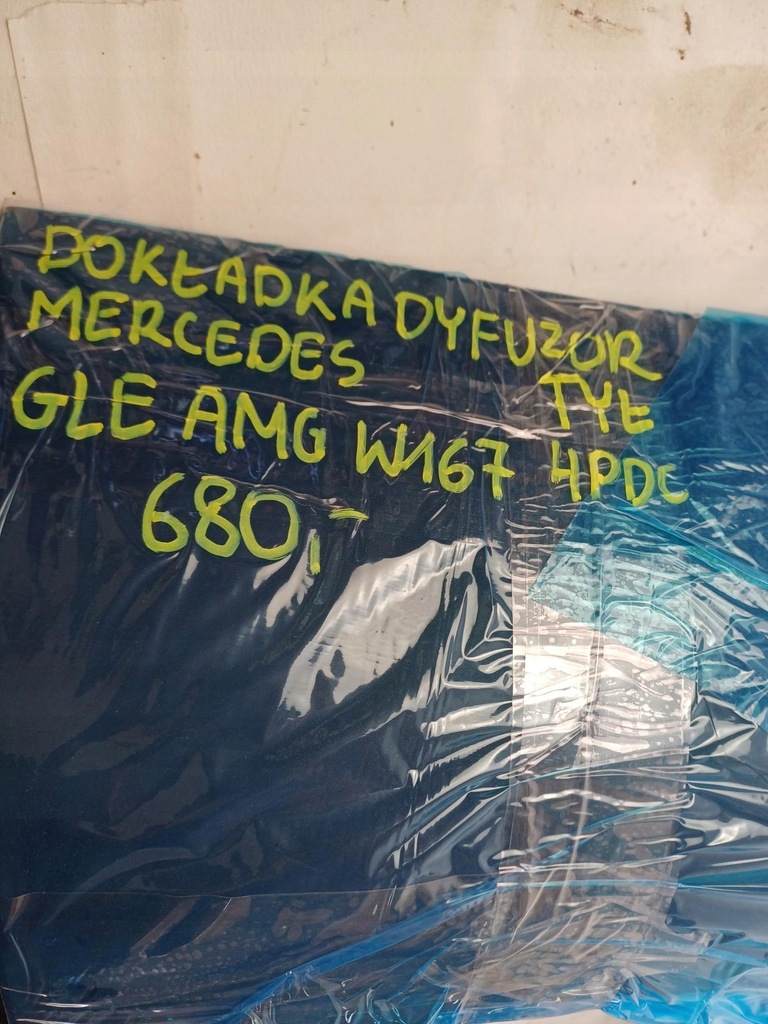 DOKŁADKA DYFUZOR
MERCEDES TYŁ
GLE AMG W167 4PDC
680,-